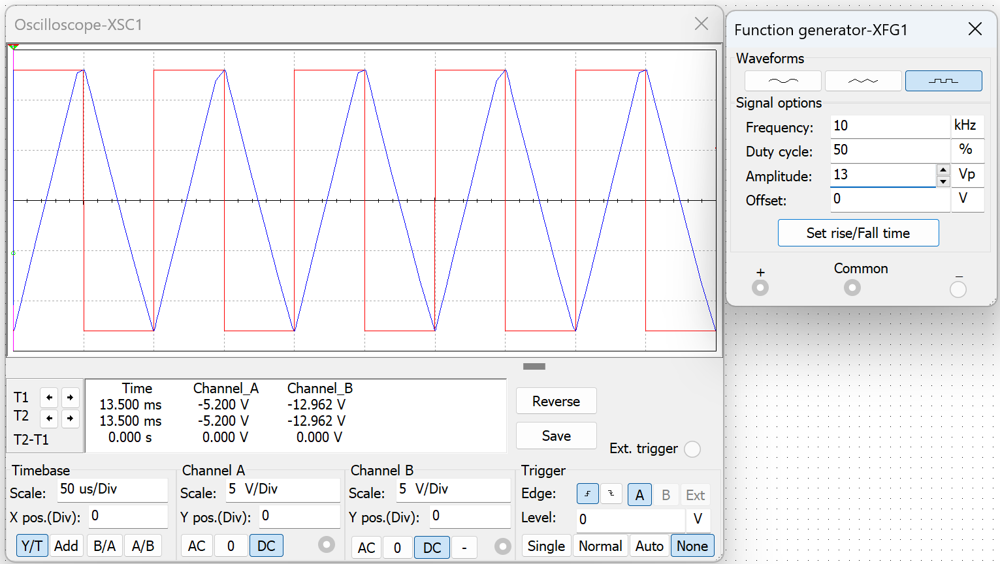 Oscilloscope-XSC1
Time Channel_A Channel_B
T1 13.500 ms -5.200 V -12.962 V
T2 13.500 ms -5.200 V -12.962 V
T2-T1 0.000 s 0.000 V 0.000 V
Reverse
Save
Ext. trigger
Timebase
Scale: 50 us/Div
X pos.(Div): 0
Y/T Add B/A A/B
Channel A
Scale: 5 V/Div
Y pos.(Div): 0
AC 0 DC
Channel B
Scale: 5 V/Div
Y pos.(Div): 0
AC 0 DC -
Trigger
Edge: A B Ext
Level: 0 V
Single Normal Auto None
Function generator-XFG1
Waveforms
Signal options
Frequency: 10 kHz
Duty cycle: 50 %
Amplitude: 13 Vp
Offset: 0 V
Set rise/Fall time
+ Common –